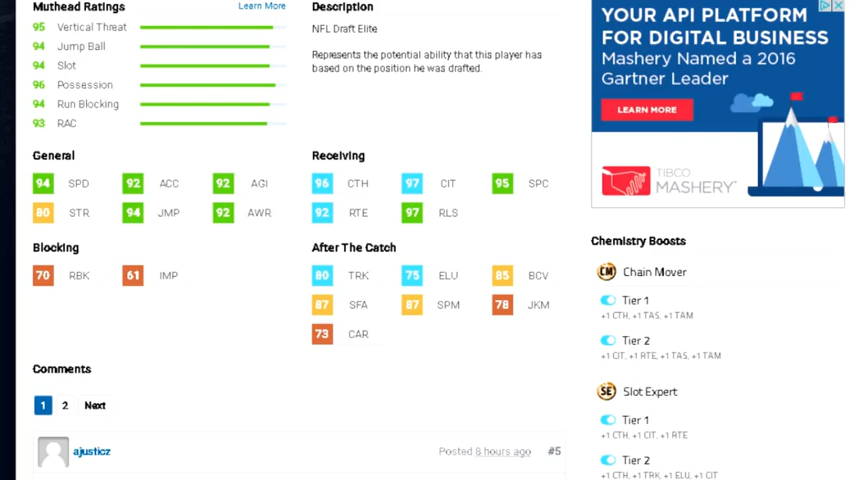 Muthead Ratings
Learn More
95 Vertical Threat
94 Jump Ball
94 Slot
96 Possession
94 Run Blocking
93 RAC
Description
NFL Draft Elite
Represents the potential ability that this player has
based on the position he was drafted.
General
94 SPD 92 ACC 92 AGI
80 STR 94 JMP 92 AWR
Receiving
96 CTH 97 CIT 95 SPC
92 RTE 97 RLS
Blocking
70 RBK 61 IMP
After The Catch
80 TRK 75 ELU 85 BCV
87 SFA 87 SPM 78 JKM
73 CAR
Comments
1 2 Next
ajusticz
Posted 8 hours ago #5
YOUR API PLATFORM
FOR DIGITAL BUSINESS
Mashery Named a 2016
Gartner Leader
LEARN MORE
TIBCO
MASHERY
Chemistry Boosts
CM Chain Mover
Tier 1
+1 CTH, +1 TAS, +1 TAM
Tier 2
+1 CIT, +1 RTE, +1 TAS, +1 TAM
SE Slot Expert
Tier 1
+1 CTH, +1 CIT, +1 RTE
Tier 2
+1 CTH, +1 TRK, +1 ELU, +1 CIT